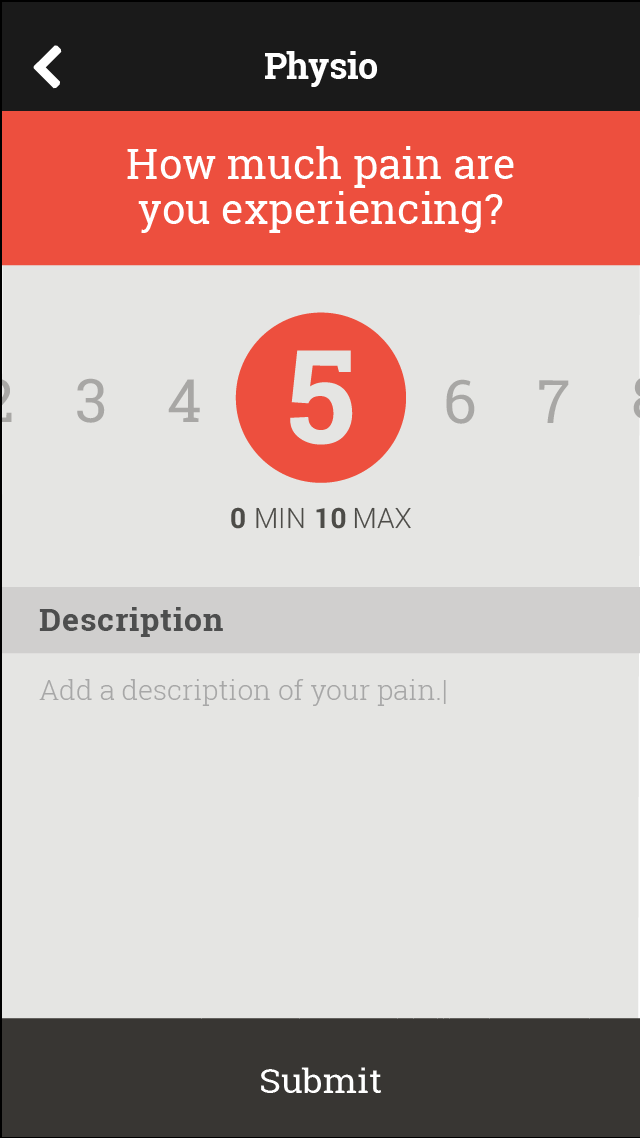 Physio
How much pain are
you experiencing?
2 3 4 5 6 7 8
0 MIN 10 MAX
Description
Add a description of your pain.
Submit